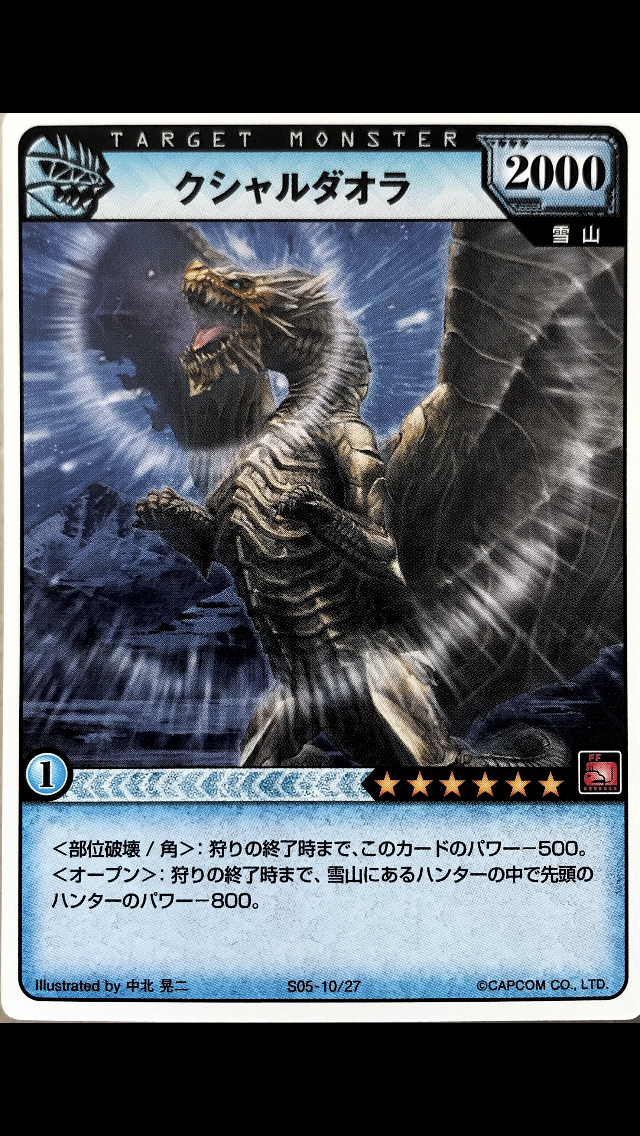 TARGET MONSTER
クシャルダオラ
2000
雪山
1
FF
＜部位破壊 / 角＞：狩りの終了時まで、このカードのパワー－500。
＜オープン＞：狩りの終了時まで、雪山にあるハンターの中で先頭の
ハンターのパワー－800。
Illustrated by 中北 晃二
S05-10/27
©CAPCOM CO., LTD.